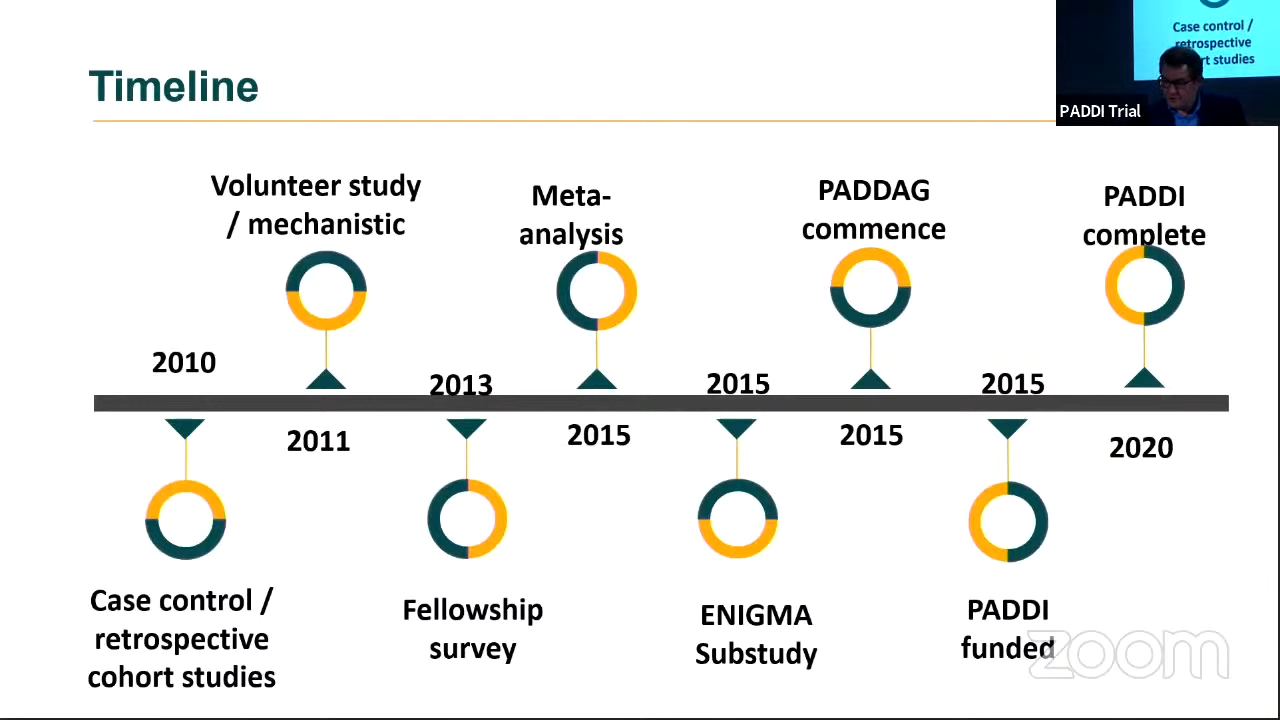 Timeline
Case control /
retrospective
rt studies
PADDI Trial
Volunteer study
/ mechanistic
Meta-
analysis
PADDAG
commence
PADDI
complete
2010
2013
2015
2015
2011
2015
2015
2020
Case control /
retrospective
cohort studies
Fellowship
survey
ENIGMA
Substudy
PADDI
funded
zoom